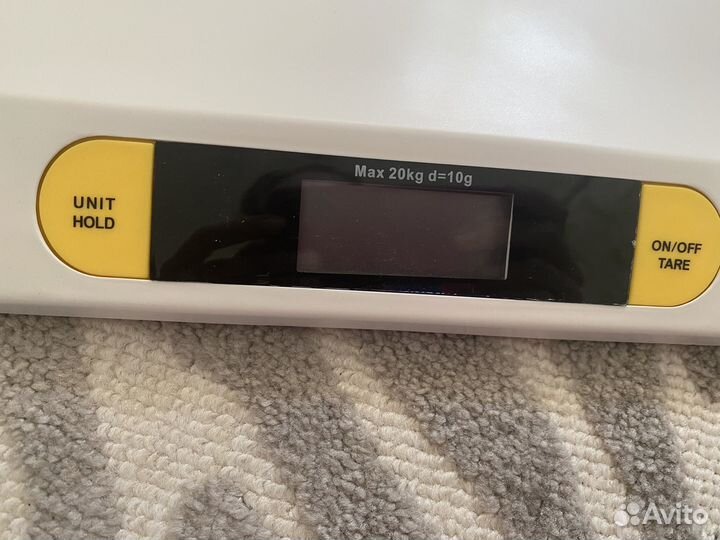 Max 20kg d=10g
UNIT
HOLD
ON/OFF
TARE
Avito